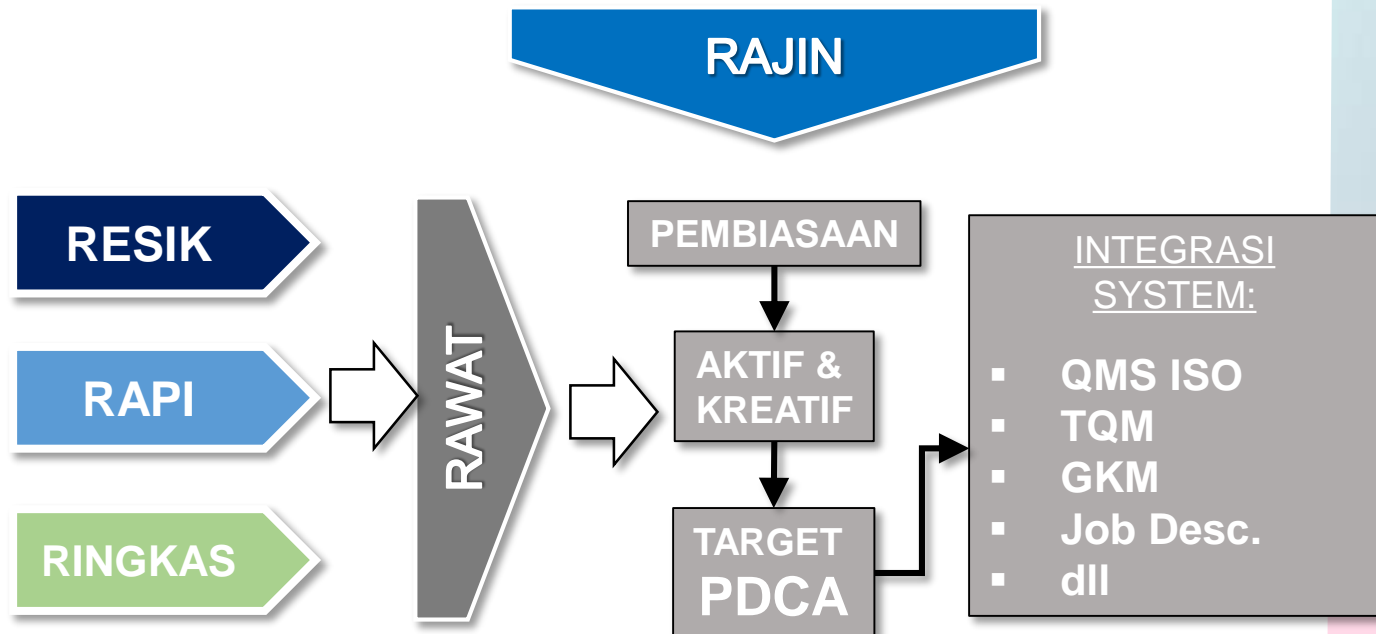 RAJIN
RESIK
RAPI
RINGKAS
RAWAT
PEMBIASAAN
AKTIF &
KREATIF
TARGET
PDCA
INTEGRASI
SYSTEM:
▪ QMS ISO
▪ TQM
▪ GKM
▪ Job Desc.
▪ dll